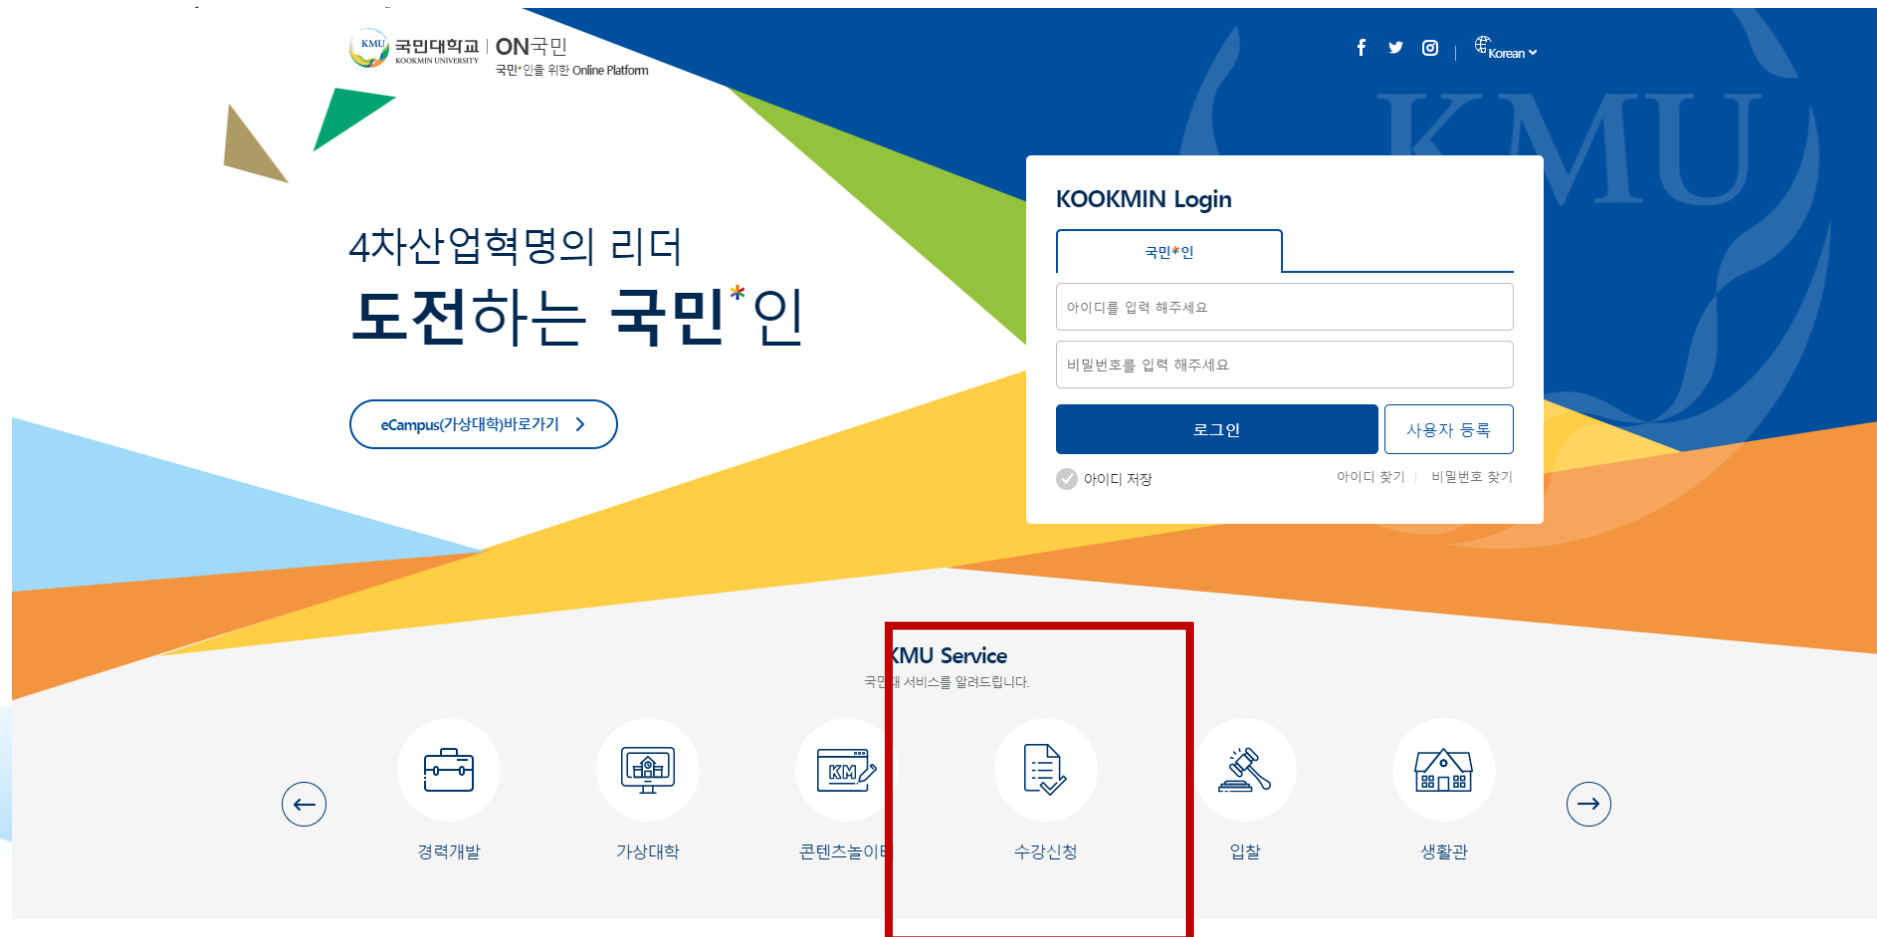 KMU 국민대학교 KOOKMIN UNIVERSITY ON국민
국민*인을 위한 Online Platform
Korean
KMU
4차산업혁명의 리더
도전하는 국민*인
eCampus(가상대학)바로가기
KOOKMIN Login
국민*인
아이디를 입력 해주세요
비밀번호를 입력 해주세요
로그인 사용자 등록
아이디 저장 아이디 찾기 비밀번호 찾기
KMU Service
국민대 서비스를 알려드립니다.
KM
경력개발 가상대학 콘텐츠놀이터 수강신청 입찰 생활관